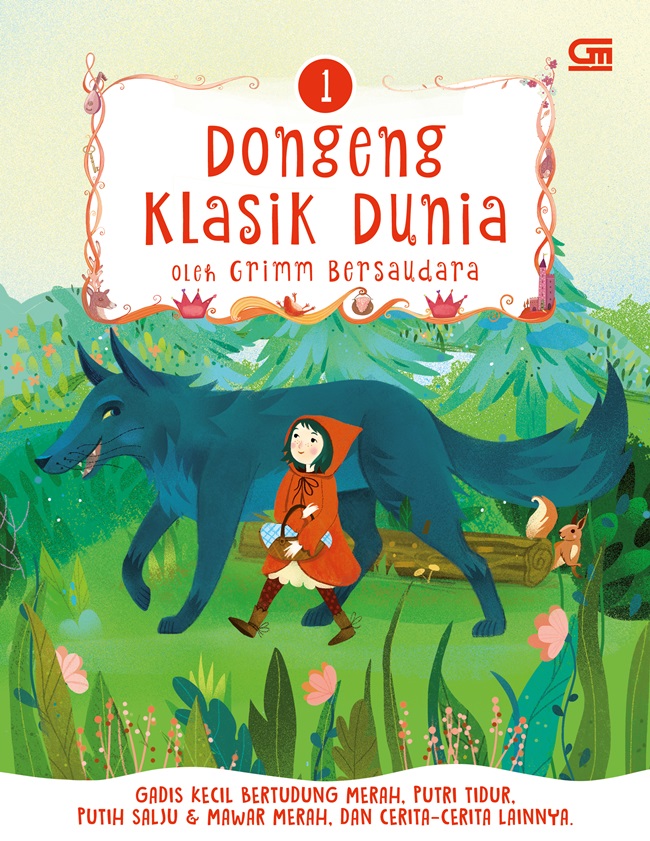 GM
1
Dongeng
Klasik Dunia
oleh Grimm Bersaudara
GADIS KECIL BERTUDUNG MERAH, PUTRI TIDUR,
PUTIH SALJU & MAWAR MERAH, DAN CERITA-CERITA LAINNYA.